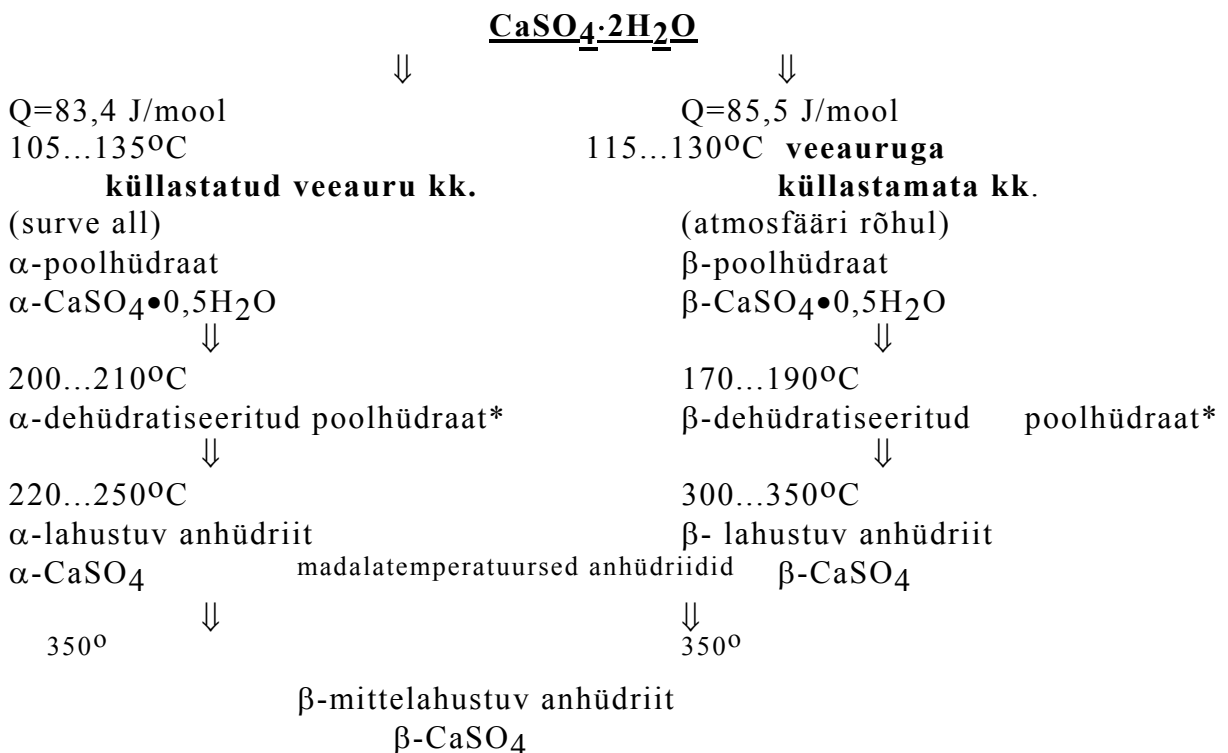 CaSO4·2H2O
⇓ ⇓
Q=83,4 J/mool Q=85,5 J/mool
105...135ºC 115...130ºC veeauruga
küllastatud veeauru kk. küllastamata kk.
(surve all) (atmosfääri rõhul)
α-poolhüdraat β-poolhüdraat
α-CaSO4•0,5H2O β-CaSO4•0,5H2O
⇓ ⇓
200...210ºC 170...190ºC
α-dehüdratiseeritud poolhüdraat* β-dehüdratiseeritud poolhüdraat*
⇓ ⇓
220...250ºC 300...350ºC
α-lahustuv anhüdriit β- lahustuv anhüdriit
α-CaSO4 madalatemperatuursed anhüdriidid β-CaSO4
⇓ ⇓
350º 350º
β-mittelahustuv anhüdriit
β-CaSO4